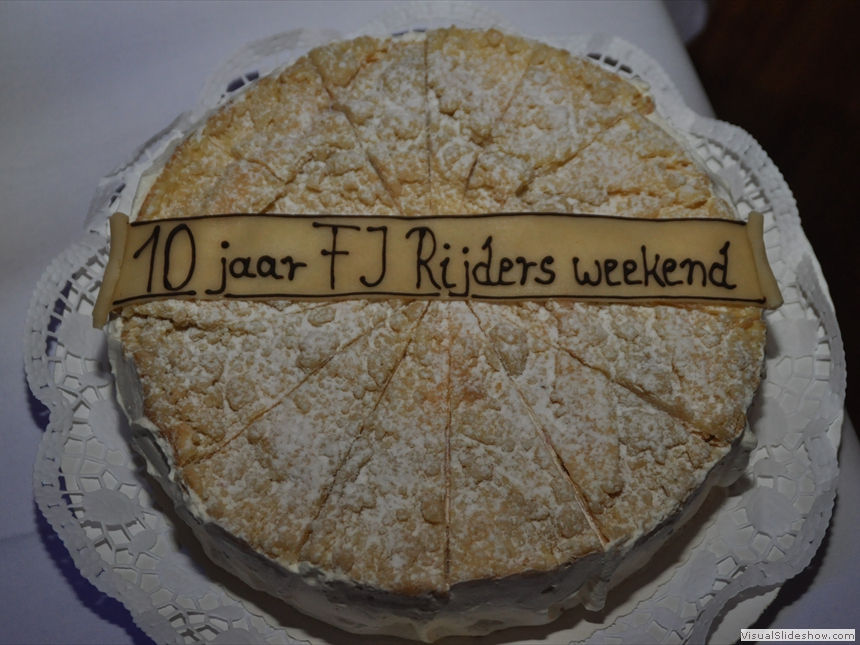 10 jaar FJ Rijders weekend
VisualSlideshow.com